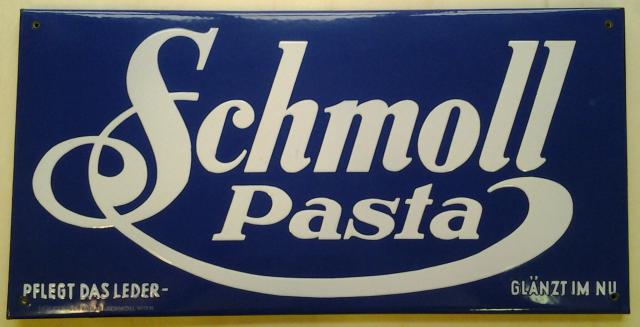 Schmoll
Pasta
PFLEGT DAS LEDER-
GLÄNZT IM NU